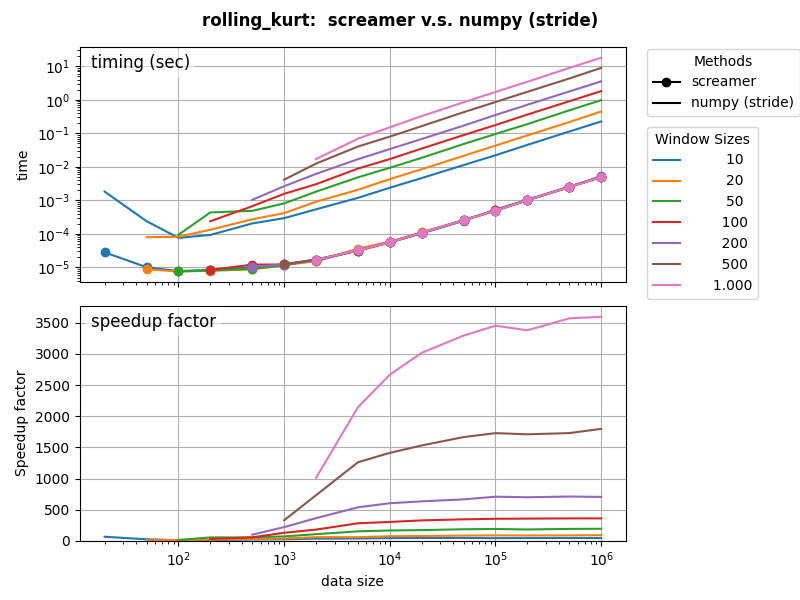 rolling_kurt:  screamer v.s. numpy (stride)
timing (sec)
time
10¹
10⁰
10⁻¹
10⁻²
10⁻³
10⁻⁴
10⁻⁵
Methods
screamer
numpy (stride)
Window Sizes
10
20
50
100
200
500
1.000
speedup factor
Speedup factor
3500
3000
2500
2000
1500
1000
500
0
10²
10³
10⁴
10⁵
10⁶
data size